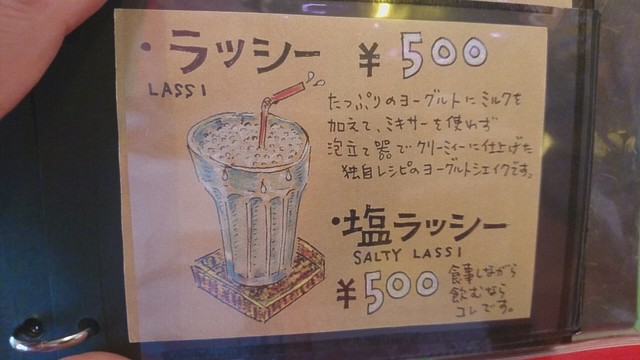 ・ラッシー ¥500
LASSI
たっぷりのヨーグルトにミルクを
加えて、ミキサーを使わず
泡立て器でクリーミィーに仕上げた
独自レシピのヨーグルトシェイクです。
・塩ラッシー
SALTY LASSI
¥500
食事しながら
飲むなら
コレです。